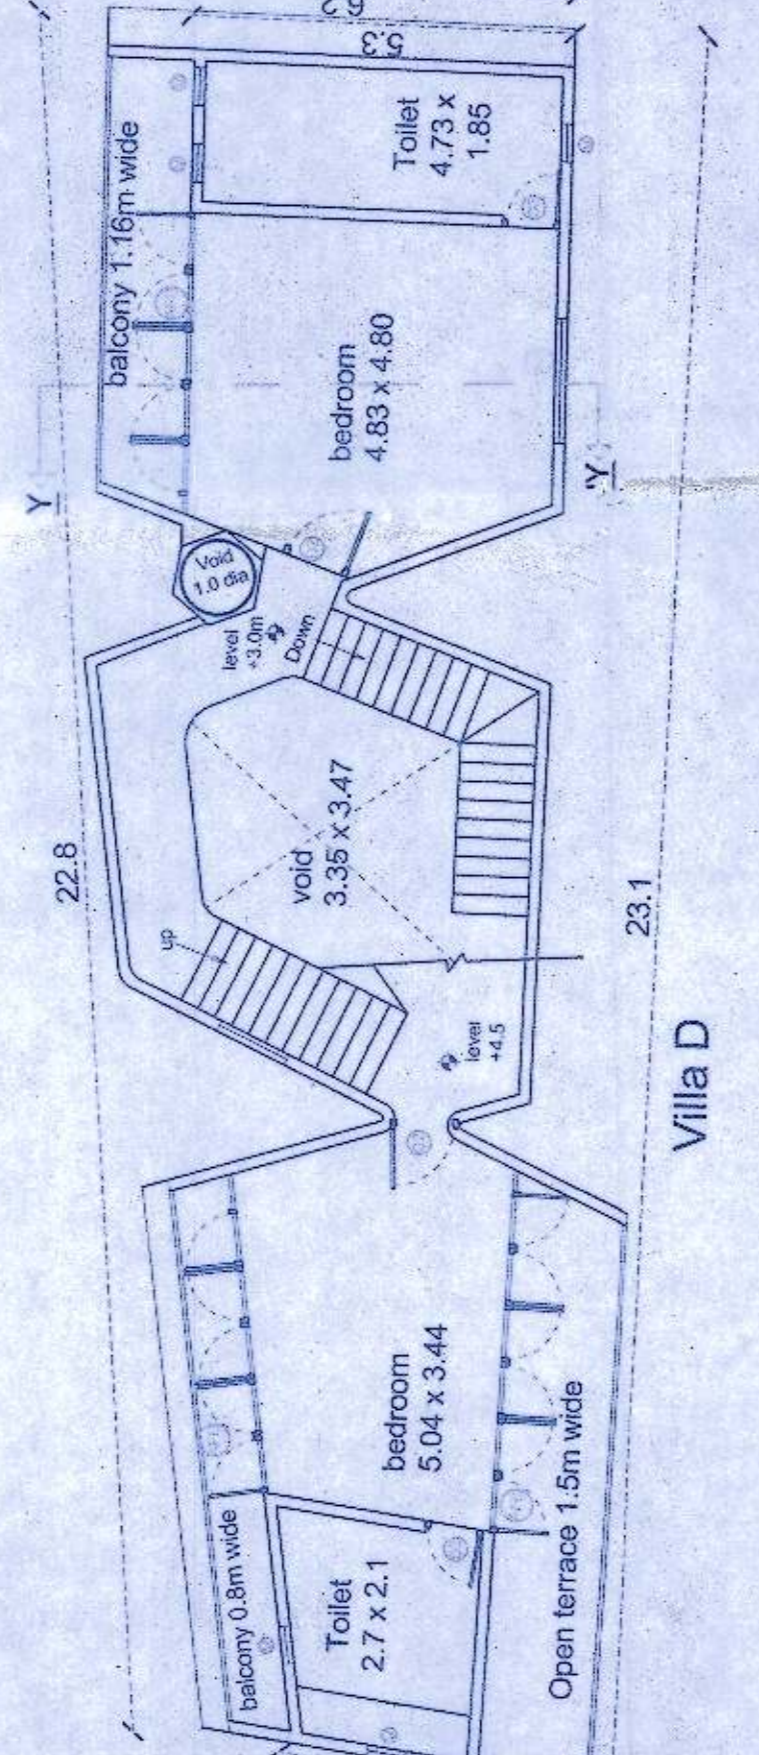 6.2
5.3
Toilet
4.73 x
1.85
balcony 1.16m wide
bedroom
4.83 x 4.80
Y
'Y
Void
1.0 dia
level
+3.0m
Down
void
3.35 x 3.47
22.8
23.1
up
level
+4.5
Villa D
bedroom
5.04 x 3.44
balcony 0.8m wide
Toilet
2.7 x 2.1
Open terrace 1.5m wide